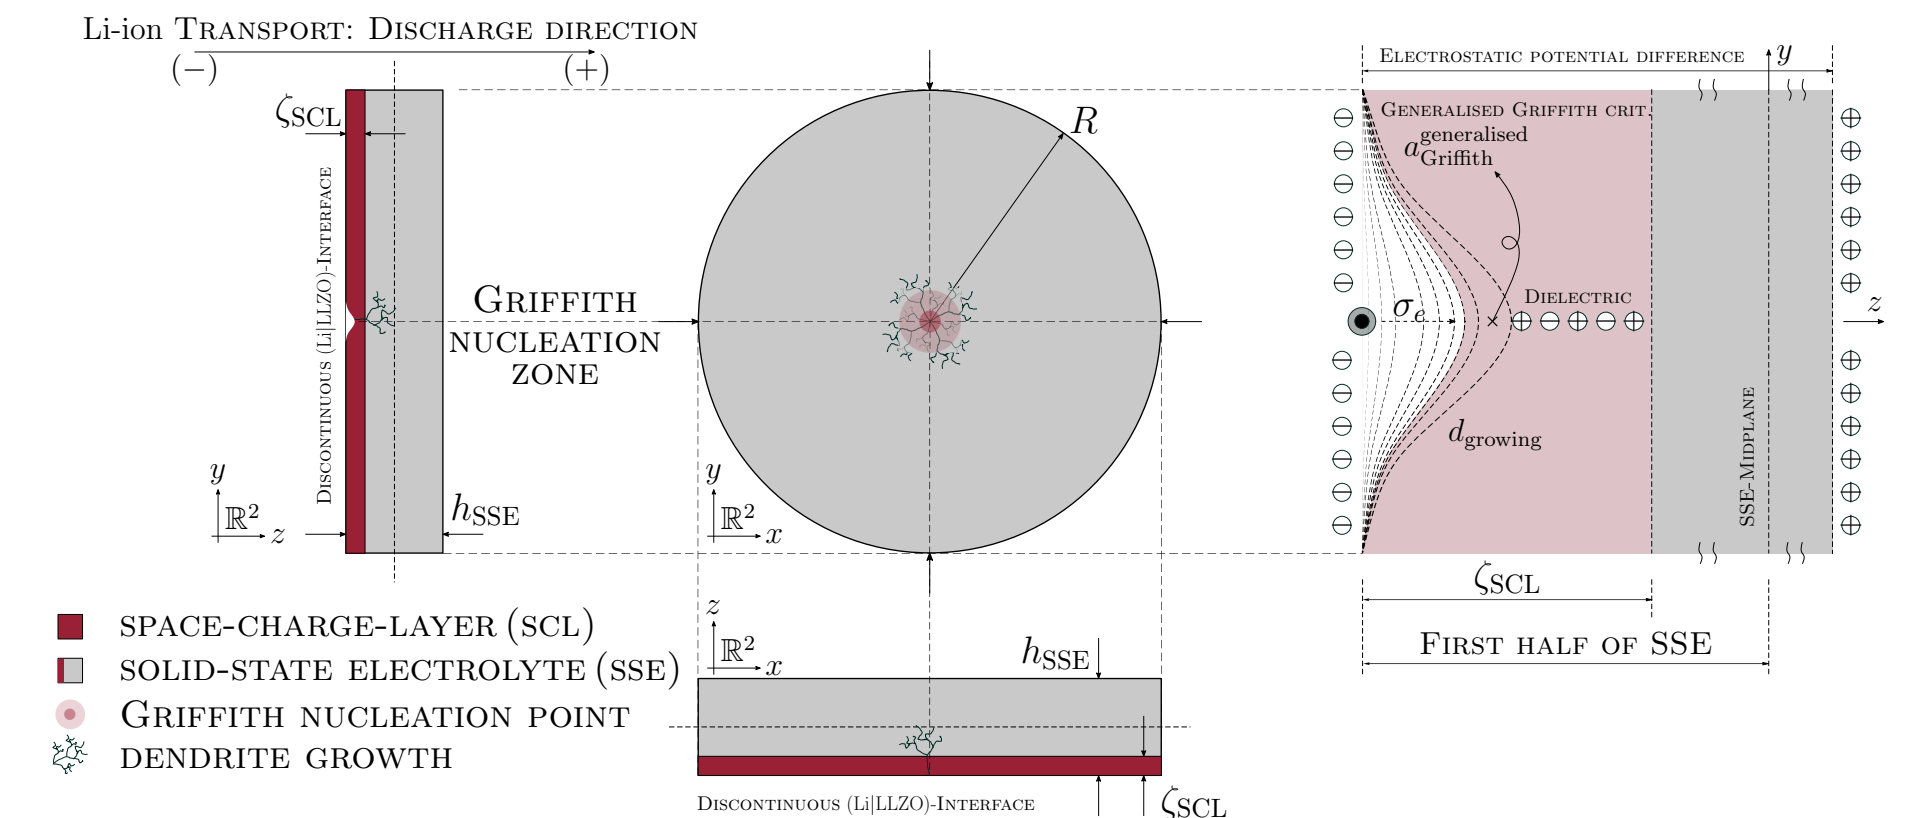 Li-ion Transport: Discharge direction
(−) (+)
ζSCL
Discontinuous (Li|LLZO)-Interface
y
ℝ²
z
hSSE
Griffith
nucleation
zone
R
y
ℝ²
x
Electrostatic potential difference
y
Generalised Griffith crit.
a generalised Griffith
σe
Dielectric
z
dgrowing
SSE-Midplane
ζSCL
First half of SSE
space-charge-layer (scl)
solid-state electrolyte (sse)
Griffith nucleation point
dendrite growth
z
ℝ²
x
hSSE
Discontinuous (Li|LLZO)-Interface
ζSCL